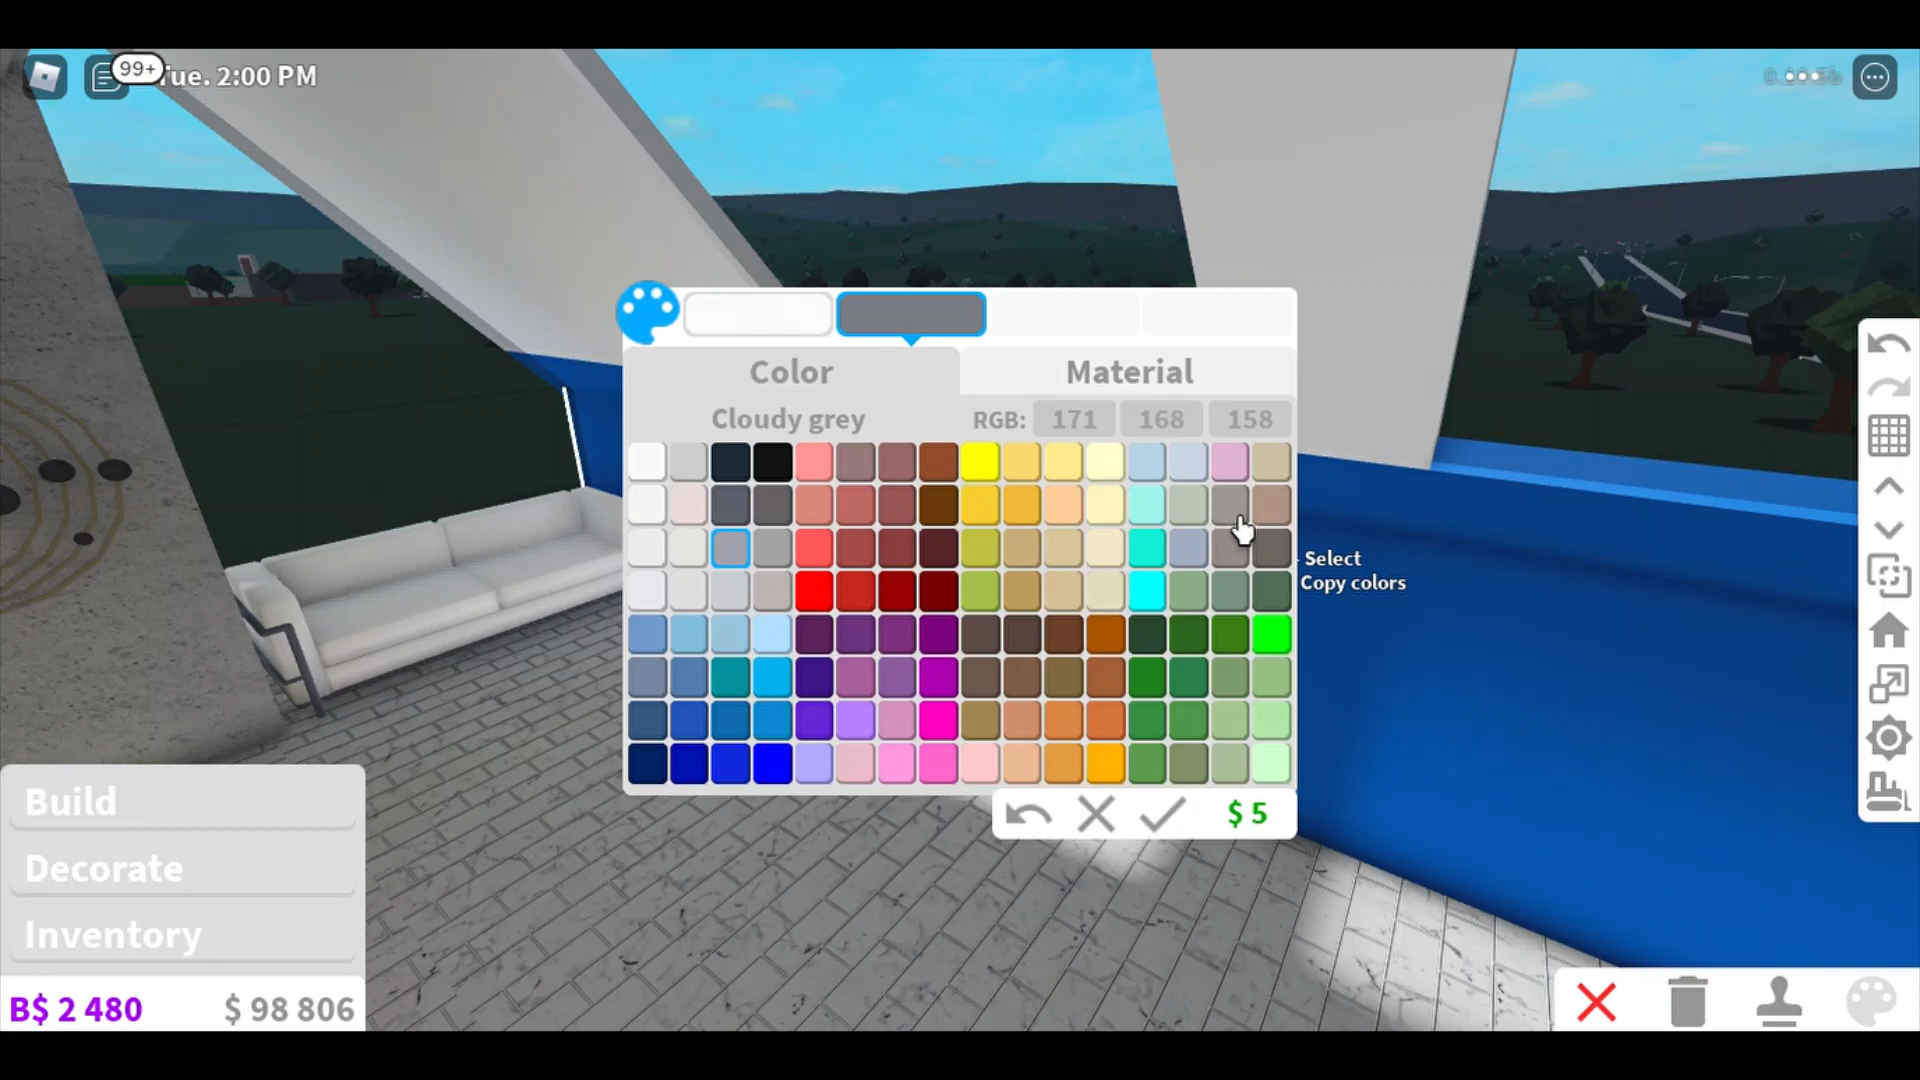 99+
Tue. 2:00 PM
Color
Material
Cloudy grey
RGB: 171 168 158
- Select
Copy colors
$ 5
Build
Decorate
Inventory
B$ 2 480
$ 98 806